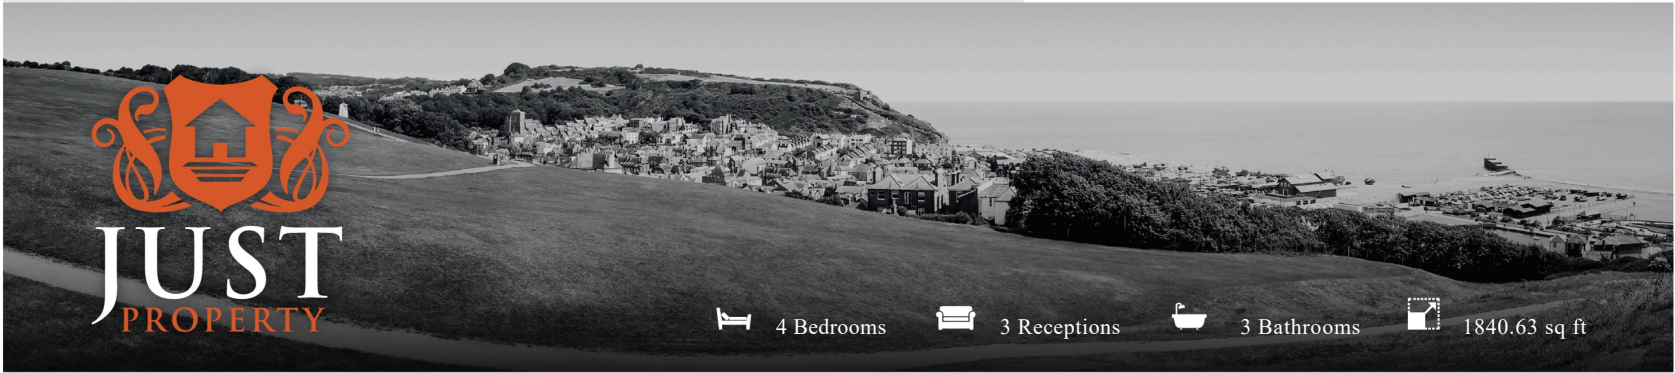 JUST
PROPERTY
4 Bedrooms
3 Receptions
3 Bathrooms
1840.63 sq ft